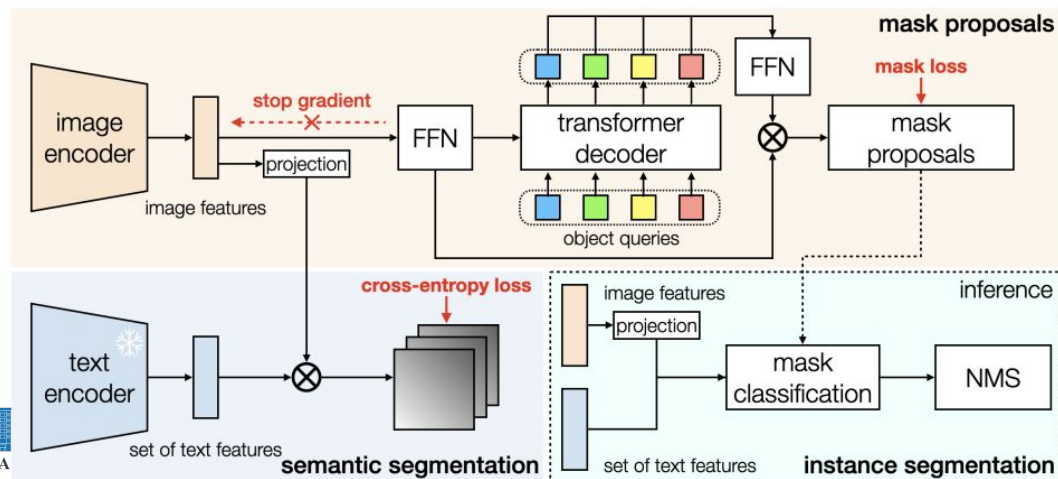 mask proposals
image
encoder
stop gradient
projection
image features
FFN
transformer
decoder
object queries
FFN
mask loss
mask
proposals
text
encoder
set of text features
cross-entropy loss
semantic segmentation
inference
image features
projection
set of text features
mask
classification
NMS
instance segmentation
A